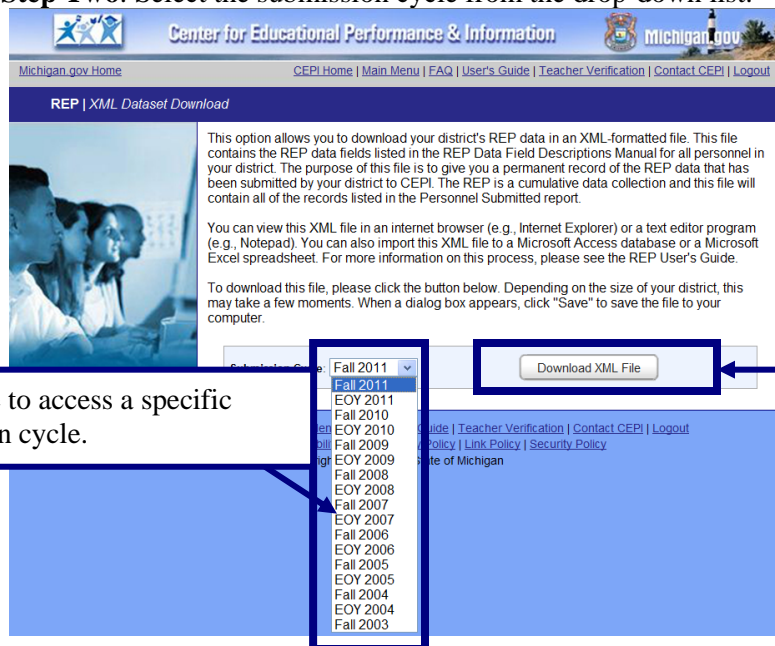 Step Two: Select the submission cycle from the drop-down list.
Center for Educational Performance & Information
Michigan.gov
Michigan.gov Home
CEPI Home | Main Menu | FAQ | User's Guide | Teacher Verification | Contact CEPI | Logout
REP | XML Dataset Download
This option allows you to download your district's REP data in an XML-formatted file. This file
contains the REP data fields listed in the REP Data Field Descriptions Manual for all personnel in
your district. The purpose of this file is to give you a permanent record of the REP data that has
been submitted by your district to CEPI. The REP is a cumulative data collection and this file will
contain all of the records listed in the Personnel Submitted report.
You can view this XML file in an internet browser (e.g., Internet Explorer) or a text editor program
(e.g., Notepad). You can also import this XML file to a Microsoft Access database or a Microsoft
Excel spreadsheet. For more information on this process, please see the REP User's Guide.
To download this file, please click the button below. Depending on the size of your district, this
may take a few moments. When a dialog box appears, click "Save" to save the file to your
computer.
Fall 2011
Download XML File
to access a specific
cycle.
Fall 2011
EOY 2011
Fall 2010
EOY 2010
Fall 2009
EOY 2009
Fall 2008
EOY 2008
Fall 2007
EOY 2007
Fall 2006
EOY 2006
Fall 2005
EOY 2005
Fall 2004
EOY 2004
Fall 2003
| Teacher Verification | Contact CEPI | Logout
Policy | Link Policy | Security Policy
of Michigan